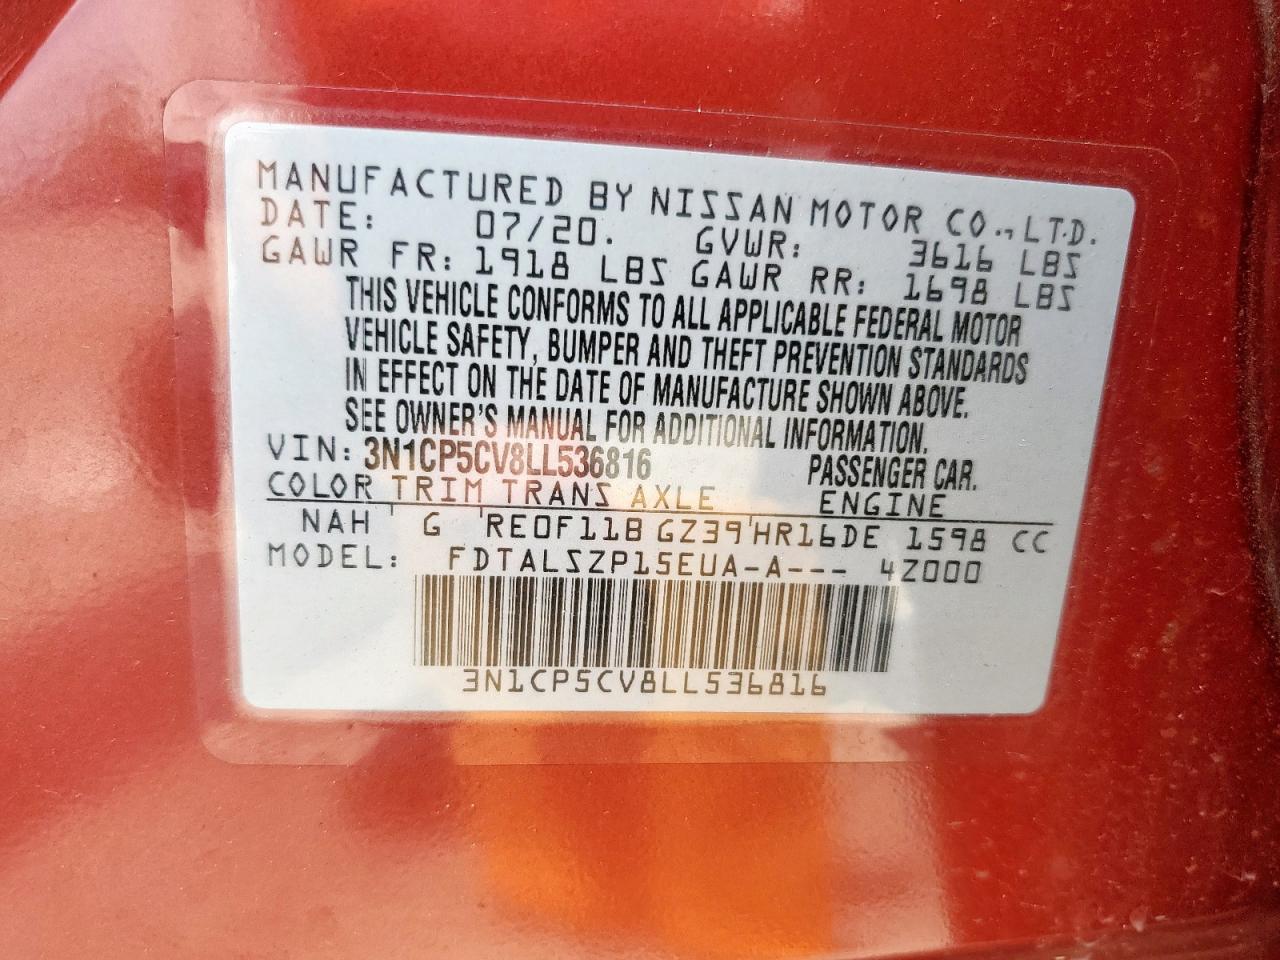 MANUFACTURED BY NISSAN MOTOR CO., LTD.
DATE: 07/20. GVWR: 3616 LBS
GAWR FR: 1918 LBS GAWR RR: 1698 LBS
THIS VEHICLE CONFORMS TO ALL APPLICABLE FEDERAL MOTOR
VEHICLE SAFETY, BUMPER AND THEFT PREVENTION STANDARDS
IN EFFECT ON THE DATE OF MANUFACTURE SHOWN ABOVE.
SEE OWNER'S MANUAL FOR ADDITIONAL INFORMATION.
VIN: 3N1CP5CV8LL536816 PASSENGER CAR.
COLOR TRIM TRANS AXLE ENGINE
NAH G RE0F11B GZ39 HR16DE 1598 CC
MODEL: FDTALSZP15EUA-A--- 4Z000
3N1CP5CV8LL536816